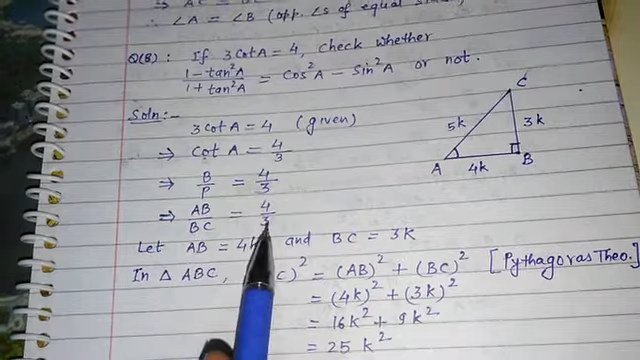 ∴ ∠A = ∠B (opp. ∠s of equal
Q(8): If 3 cot A = 4, check whether
1 - tan²A / 1 + tan²A = Cos²A - Sin²A or not.
Soln:-
3 cot A = 4 (given)
⇒ Cot A = 4/3
⇒ B/P = 4/3
⇒ AB/BC = 4/3
C
5k
3k
A
4k
B
Let AB = and BC = 3K
In △ ABC, )² = (AB)² + (BC)² [Pythagoras Theo.]
= (4k)² + (3k)²
= 16k² + 9k²
= 25 k²